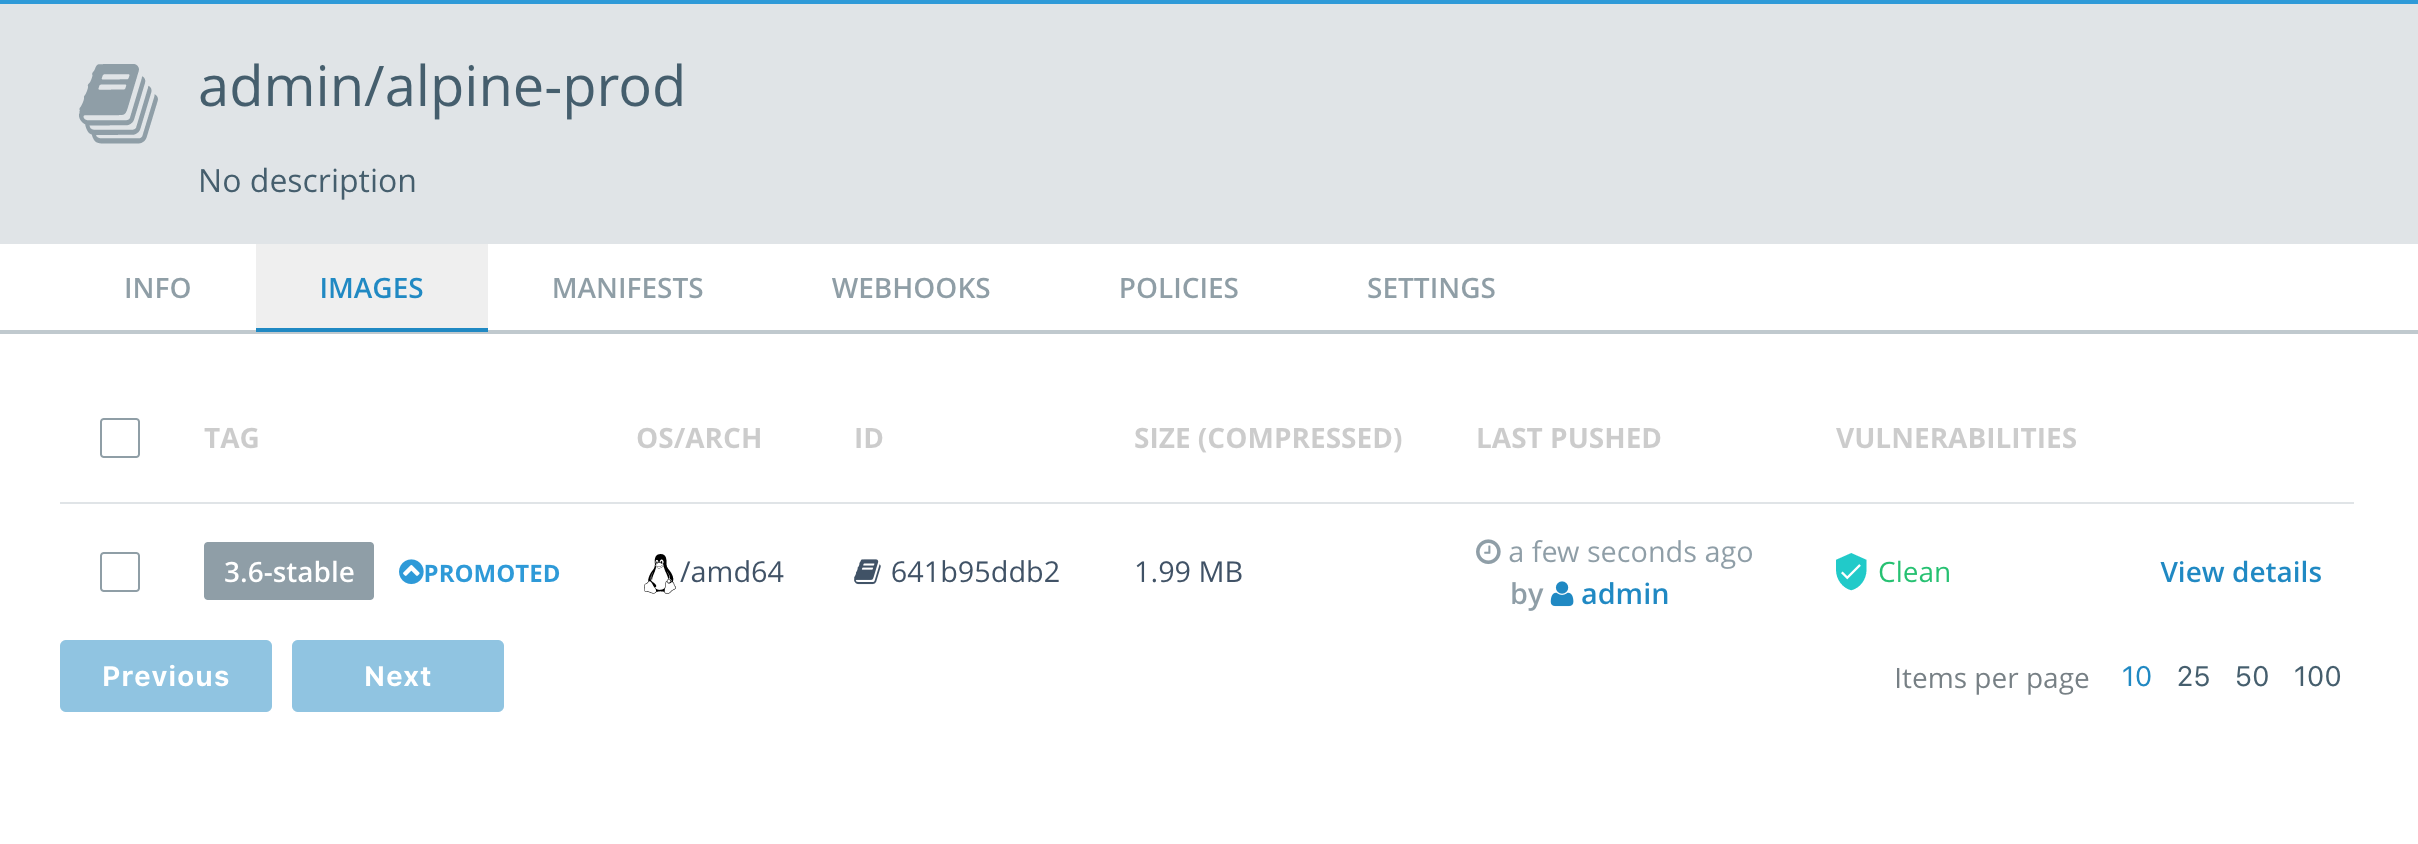 admin/alpine-prod
No description
INFO IMAGES MANIFESTS WEBHOOKS POLICIES SETTINGS
TAG OS/ARCH ID SIZE (COMPRESSED) LAST PUSHED VULNERABILITIES
3.6-stable PROMOTED /amd64 641b95ddb2 1.99 MB a few seconds ago Clean View details
by admin
Previous Next Items per page 10 25 50 100